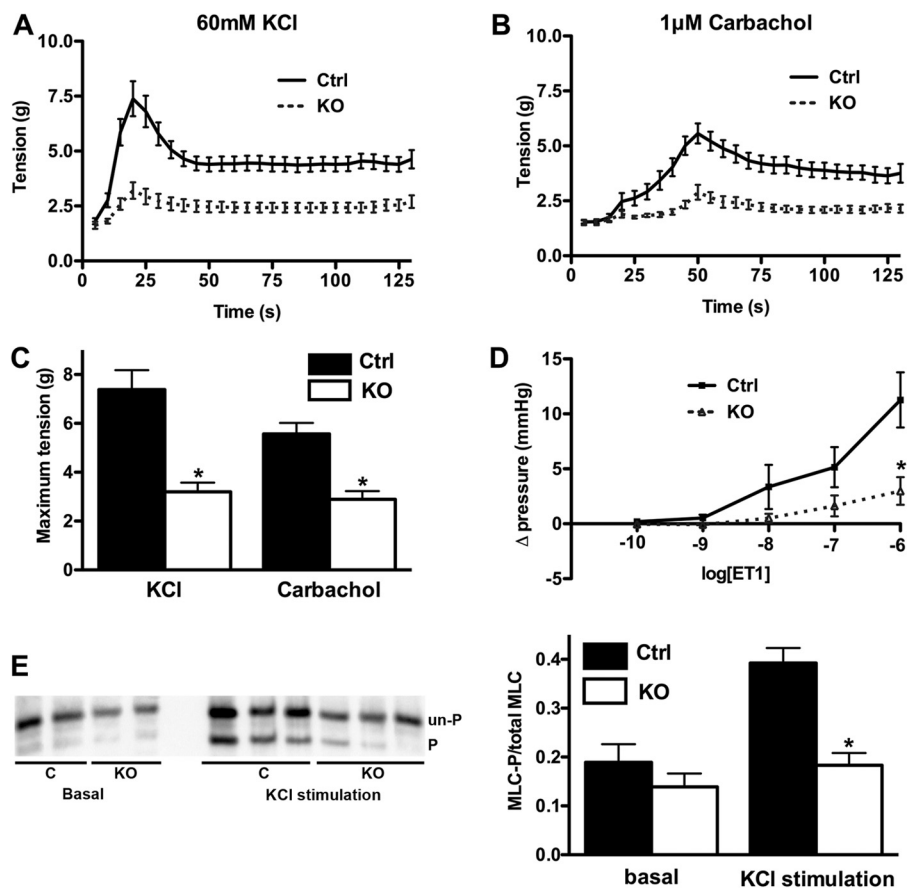 A
60mM KCl
10.0
7.5
5.0
2.5
0.0
Tension (g)
Ctrl
KO
0 25 50 75 100 125
Time (s)
B
1µM Carbachol
10.0
7.5
5.0
2.5
0.0
Tension (g)
Ctrl
KO
0 25 50 75 100 125
Time (s)
C
8
6
4
2
0
Maximum tension (g)
Ctrl
KO
*
*
KCl Carbachol
D
15
10
5
0
-5
Δ pressure (mmHg)
Ctrl
KO
*
-10 -9 -8 -7 -6
log[ET1]
E
un-P
P
C KO C KO
Basal KCl stimulation
0.4
0.3
0.2
0.1
0.0
MLC-P/total MLC
Ctrl
KO
*
basal KCl stimulation